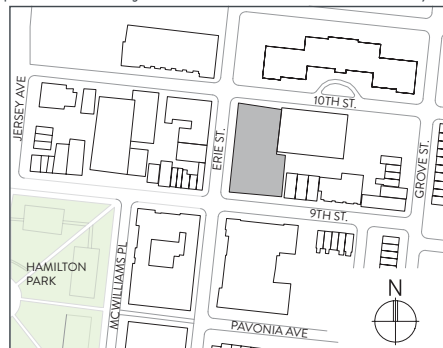 10TH ST.
JERSEY AVE
ERIE ST.
GROVE ST.
9TH ST.
HAMILTON
PARK
MCWILLIAMS PL
N
PAVONIA AVE